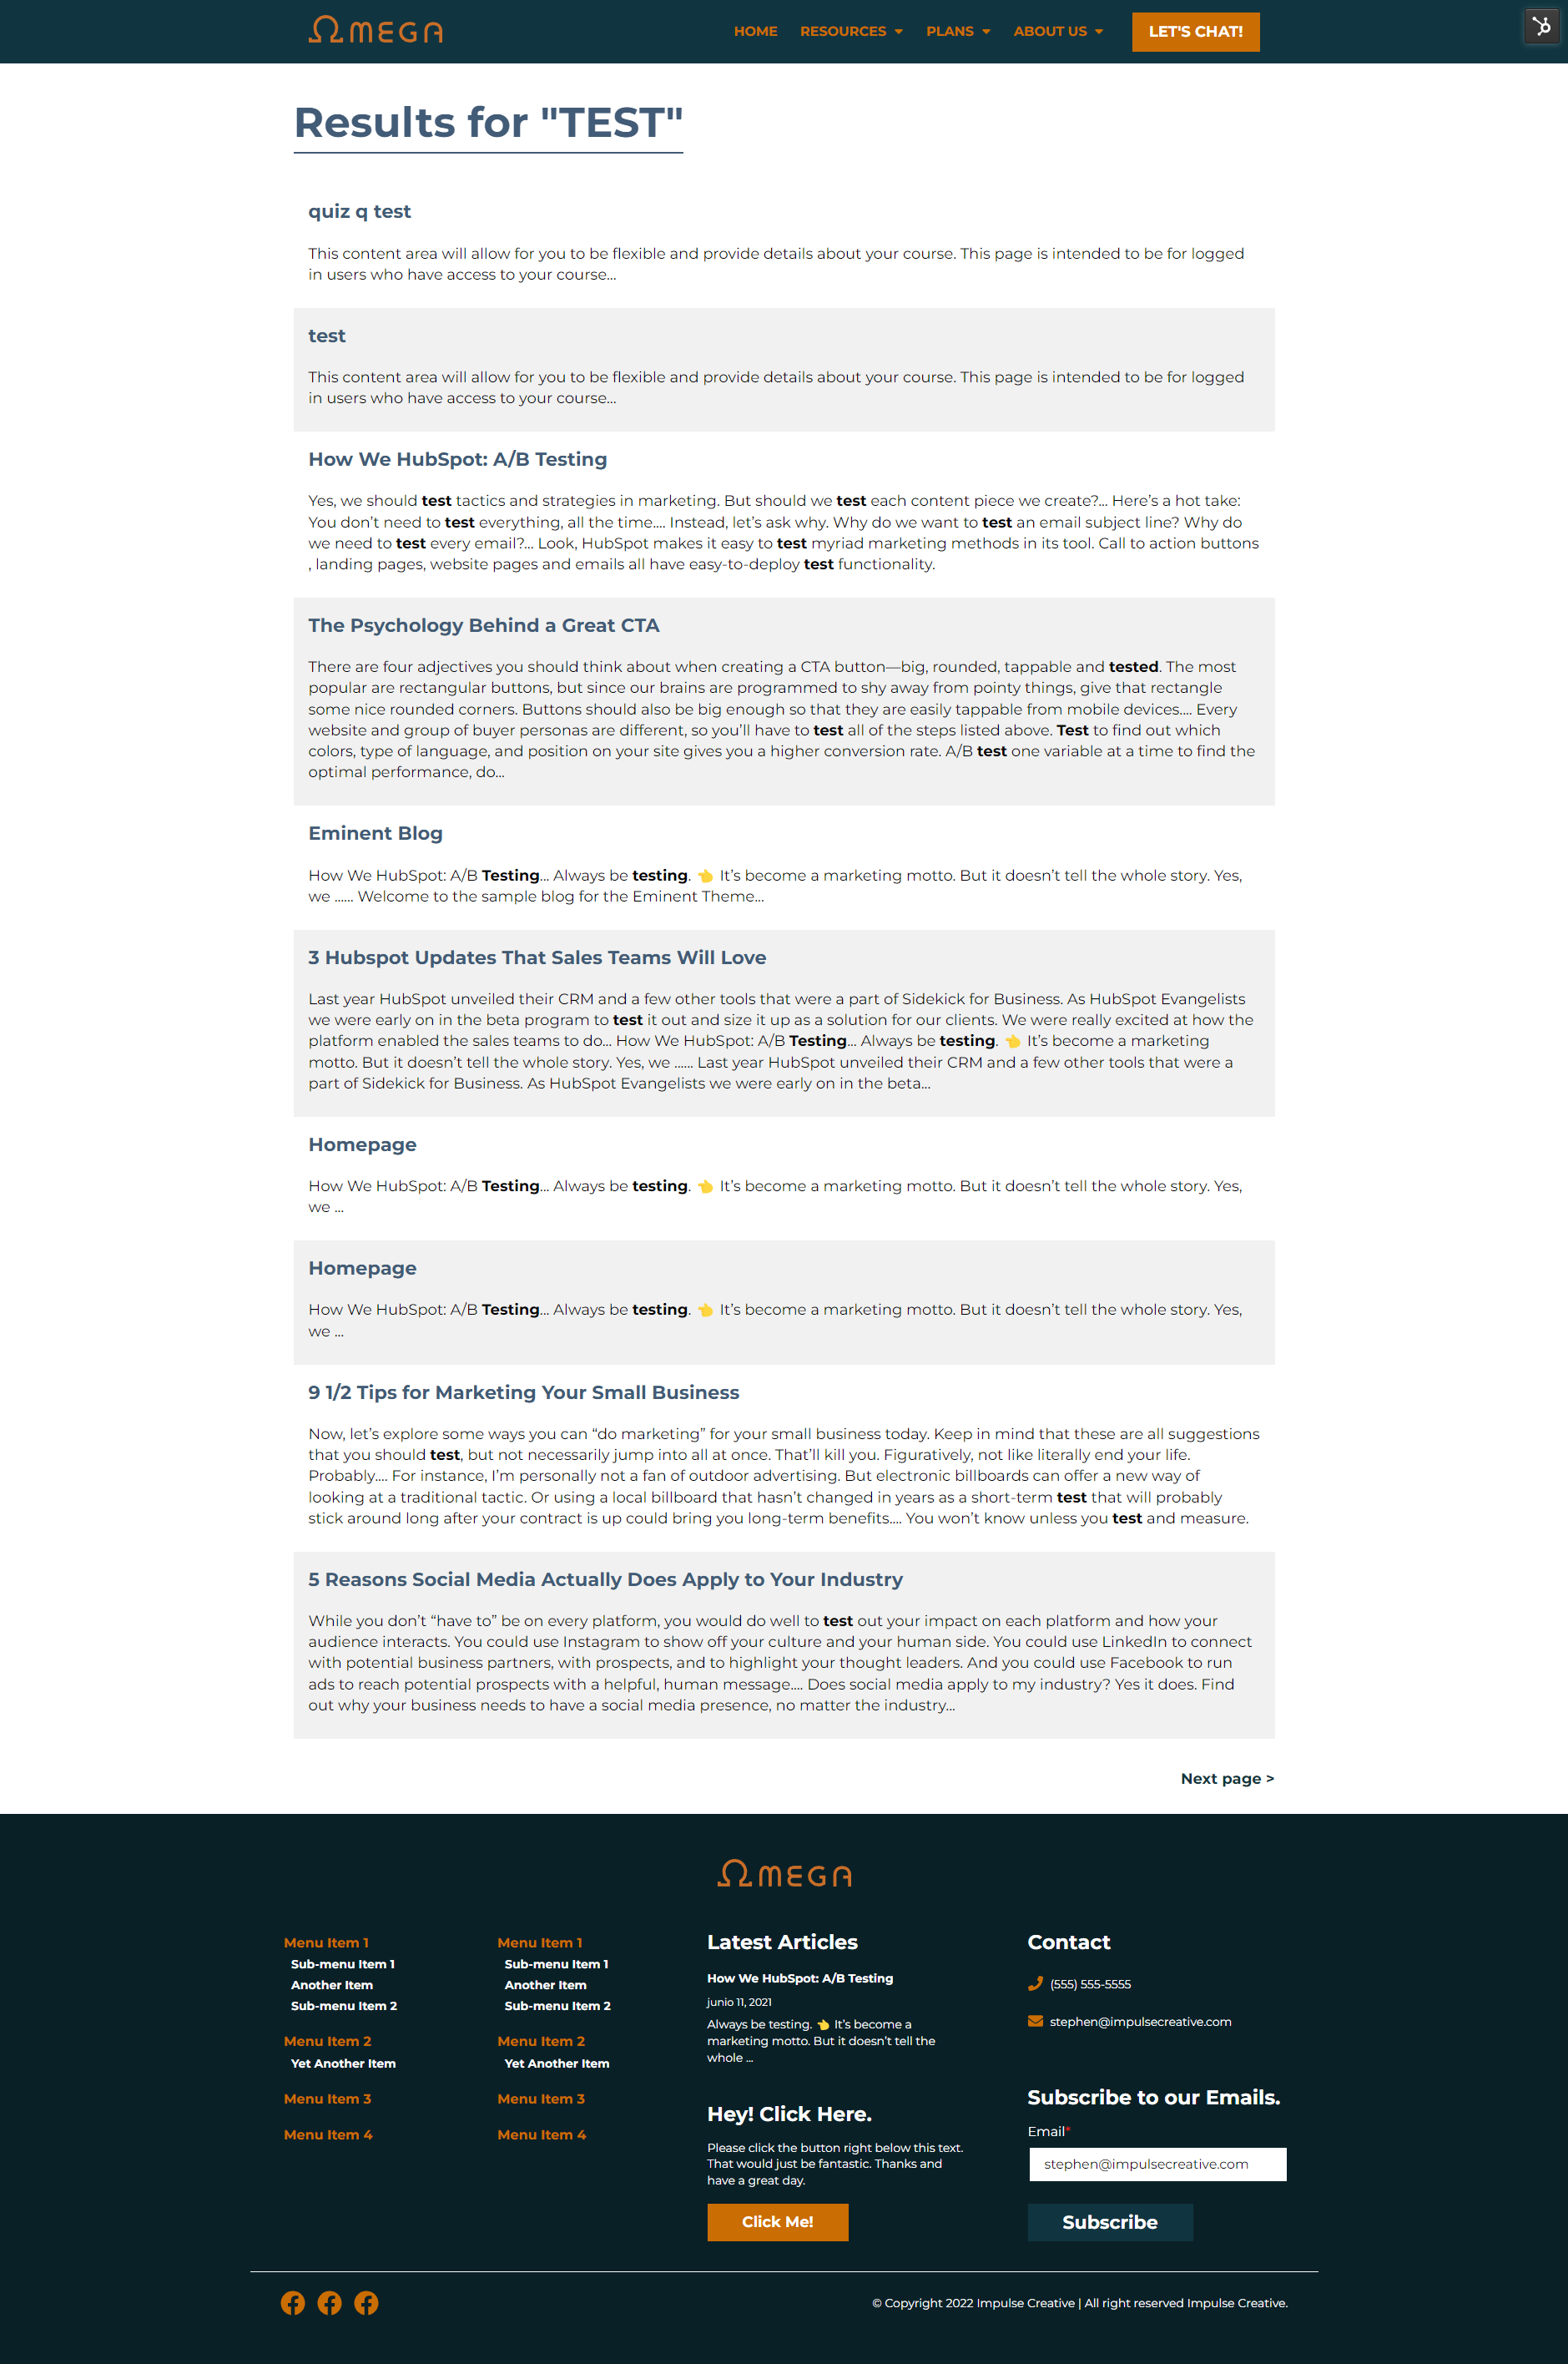 ΩMEGA
HOME RESOURCES PLANS ABOUT US LET'S CHAT!
Results for "TEST"
quiz q test
This content area will allow for you to be flexible and provide details about your course. This page is intended to be for logged
in users who have access to your course...
test
This content area will allow for you to be flexible and provide details about your course. This page is intended to be for logged
in users who have access to your course...
How We HubSpot: A/B Testing
Yes, we should test tactics and strategies in marketing. But should we test each content piece we create?... Here’s a hot take:
You don’t need to test everything, all the time.... Instead, let’s ask why. Why do we want to test an email subject line? Why do
we need to test every email?... Look, HubSpot makes it easy to test myriad marketing methods in its tool. Call to action buttons
, landing pages, website pages and emails all have easy-to-deploy test functionality.
The Psychology Behind a Great CTA
There are four adjectives you should think about when creating a CTA button—big, rounded, tappable and tested. The most
popular are rectangular buttons, but since our brains are programmed to shy away from pointy things, give that rectangle
some nice rounded corners. Buttons should also be big enough so that they are easily tappable from mobile devices.... Every
website and group of buyer personas are different, so you’ll have to test all of the steps listed above. Test to find out which
colors, type of language, and position on your site gives you a higher conversion rate. A/B test one variable at a time to find the
optimal performance, do...
Eminent Blog
How We HubSpot: A/B Testing... Always be testing. 👈 It’s become a marketing motto. But it doesn’t tell the whole story. Yes,
we ...... Welcome to the sample blog for the Eminent Theme...
3 Hubspot Updates That Sales Teams Will Love
Last year HubSpot unveiled their CRM and a few other tools that were a part of Sidekick for Business. As HubSpot Evangelists
we were early on in the beta program to test it out and size it up as a solution for our clients. We were really excited at how the
platform enabled the sales teams to do... How We HubSpot: A/B Testing... Always be testing. 👈 It’s become a marketing
motto. But it doesn’t tell the whole story. Yes, we ...... Last year HubSpot unveiled their CRM and a few other tools that were a
part of Sidekick for Business. As HubSpot Evangelists we were early on in the beta...
Homepage
How We HubSpot: A/B Testing... Always be testing. 👈 It’s become a marketing motto. But it doesn’t tell the whole story. Yes,
we ...
Homepage
How We HubSpot: A/B Testing... Always be testing. 👈 It’s become a marketing motto. But it doesn’t tell the whole story. Yes,
we ...
9 1/2 Tips for Marketing Your Small Business
Now, let’s explore some ways you can “do marketing” for your small business today. Keep in mind that these are all suggestions
that you should test, but not necessarily jump into all at once. That’ll kill you. Figuratively, not like literally end your life.
Probably.... For instance, I’m personally not a fan of outdoor advertising. But electronic billboards can offer a new way of
looking at a traditional tactic. Or using a local billboard that hasn’t changed in years as a short-term test that will probably
stick around long after your contract is up could bring you long-term benefits.... You won’t know unless you test and measure.
5 Reasons Social Media Actually Does Apply to Your Industry
While you don’t “have to” be on every platform, you would do well to test out your impact on each platform and how your
audience interacts. You could use Instagram to show off your culture and your human side. You could use LinkedIn to connect
with potential business partners, with prospects, and to highlight your thought leaders. And you could use Facebook to run
ads to reach potential prospects with a helpful, human message.... Does social media apply to my industry? Yes it does. Find
out why your business needs to have a social media presence, no matter the industry...
Next page >
ΩMEGA
Menu Item 1
Sub-menu Item 1
Another Item
Sub-menu Item 2
Menu Item 2
Yet Another Item
Menu Item 3
Menu Item 4
Menu Item 1
Sub-menu Item 1
Another Item
Sub-menu Item 2
Menu Item 2
Yet Another Item
Menu Item 3
Menu Item 4
Latest Articles
How We HubSpot: A/B Testing
junio 11, 2021
Always be testing. 👈 It’s become a
marketing motto. But it doesn’t tell the
whole ...
Hey! Click Here.
Please click the button right below this text.
That would just be fantastic. Thanks and
have a great day.
Click Me!
Contact
(555) 555-5555
stephen@impulsecreative.com
Subscribe to our Emails.
Email*
stephen@impulsecreative.com
Subscribe
© Copyright 2022 Impulse Creative | All right reserved Impulse Creative.